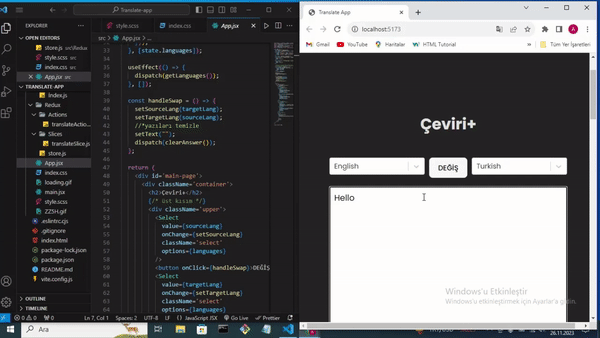 Translate-app
EXPLORER
style.scss
index.css
App.jsx
src > App.jsx > ...
OPEN EDITORS
store.js src\Redux
style.scss src
index.css src
App.jsx src
TRANSLATE-APP
index.js
Redux
Actions
translateActio...
Slices
translateSlice...
store.js
App.jsx
index.css
loading.gif
main.jsx
style.scss
ZZ5H.gif
.eslintrc.cjs
.gitignore
index.html
package-lock.json
package.json
README.md
vite.config.js
OUTLINE
TIMELINE
}, [state.languages]);
useEffect(() => {
dispatch(getLanguages());
}, []);
const handleSwap = () => {
setSourceLang(targetLang);
setTargetLang(sourceLang);
//*yazıları temizle
setText("");
dispatch(clearAnswer());
};
return (
<div id="main-page">
<div className="container">
<h2>Çeviri+</h2>
{/* Üst kısım */}
<div className="upper">
<Select
value={sourceLang}
onChange={setSourceLang}
className="select"
options={languages}
/>
<button onClick={handleSwap}>DEĞİŞ
<Select
value={targetLang}
onChange={setTargetLang}
className="select"
options={languages}
Ln 7, Col 1 Spaces: 2 UTF-8 LF JavaScript JSX Go Live Prettier
Ara
Translate App
localhost:5173
Gmail YouTube Haritalar HTML Tutorial » Tüm Yer İşaretleri
Çeviri+
English
DEĞİŞ
Turkish
Hello
Windows'u Etkinleştir
Windows'u etkinleştirmek için Ayarlar'a gidin.
26.11.2023